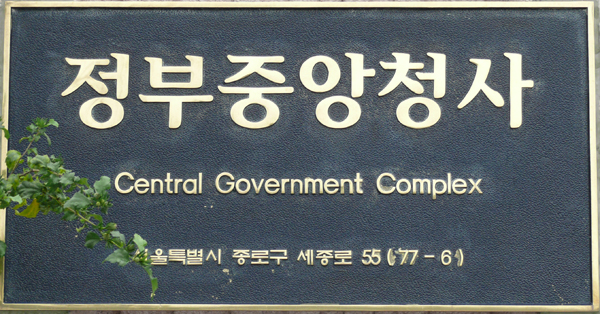 정부중앙청사
Central Government Complex
서울특별시 종로구 세종로 55 (77-6)